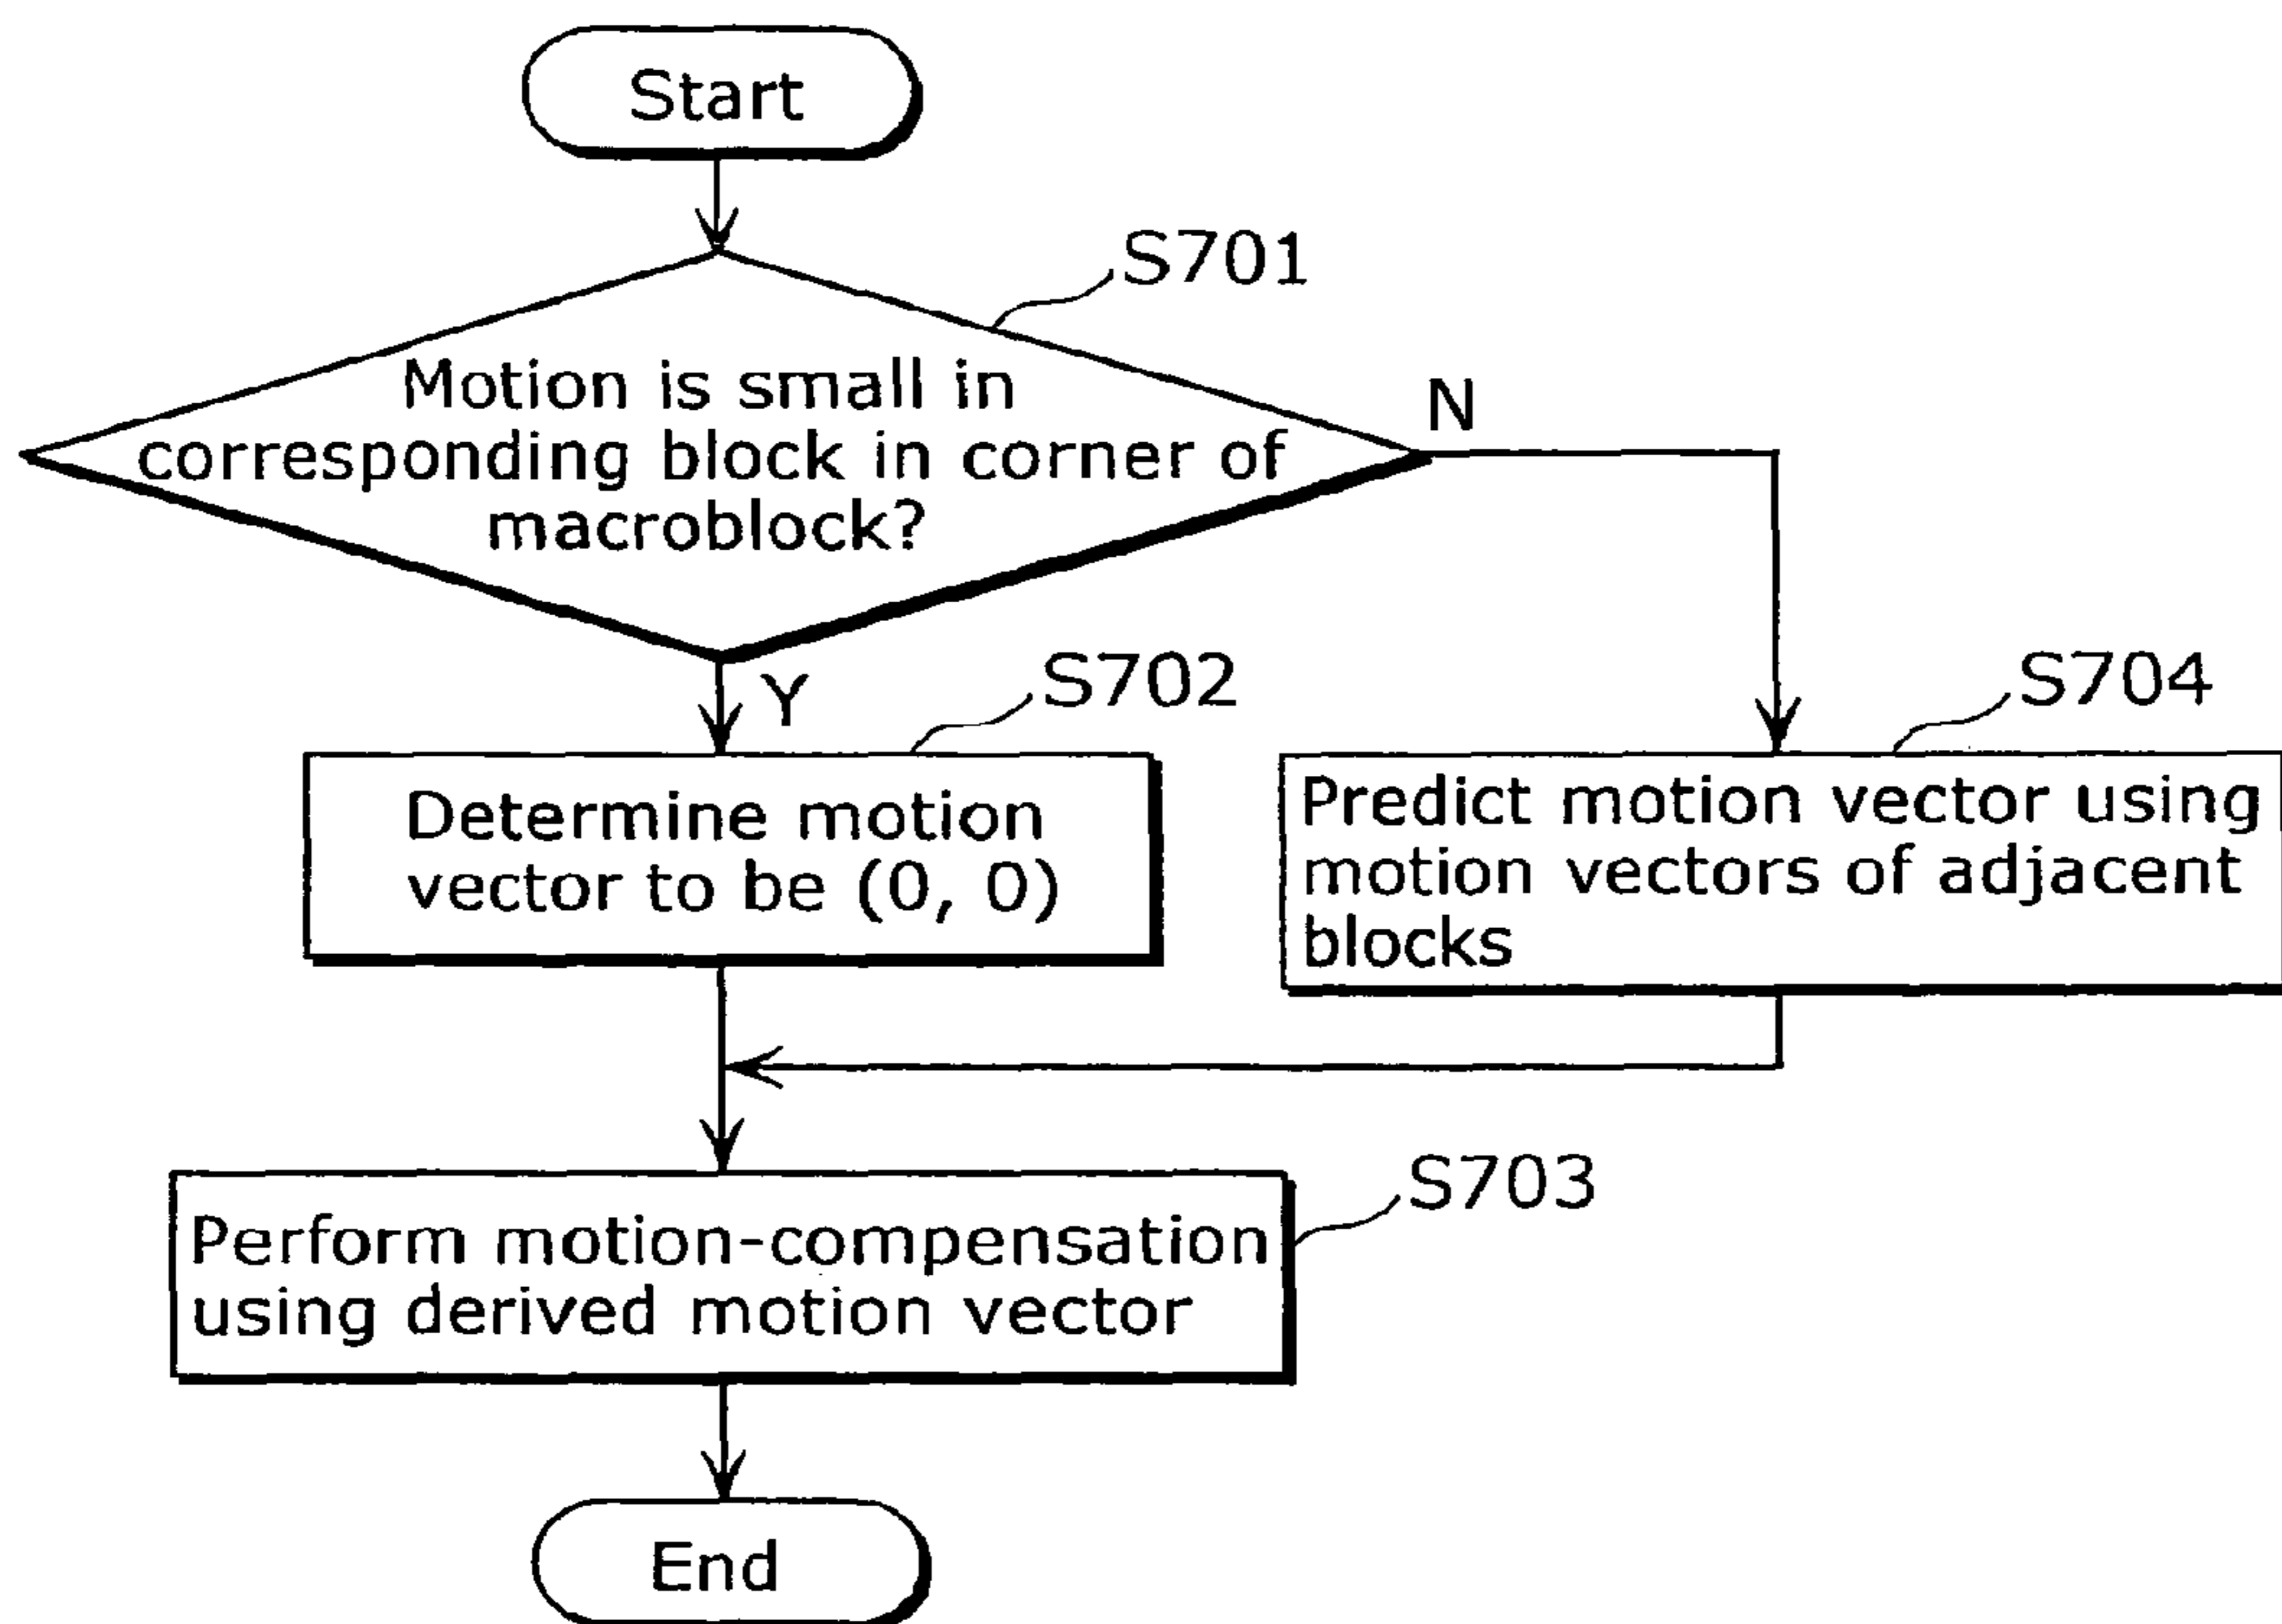 Start
S701
Motion is small in
corresponding block in corner of
macroblock?
N
Y
S702
Determine motion
vector to be (0, 0)
S704
Predict motion vector using
motion vectors of adjacent
blocks
S703
Perform motion-compensation
using derived motion vector
End